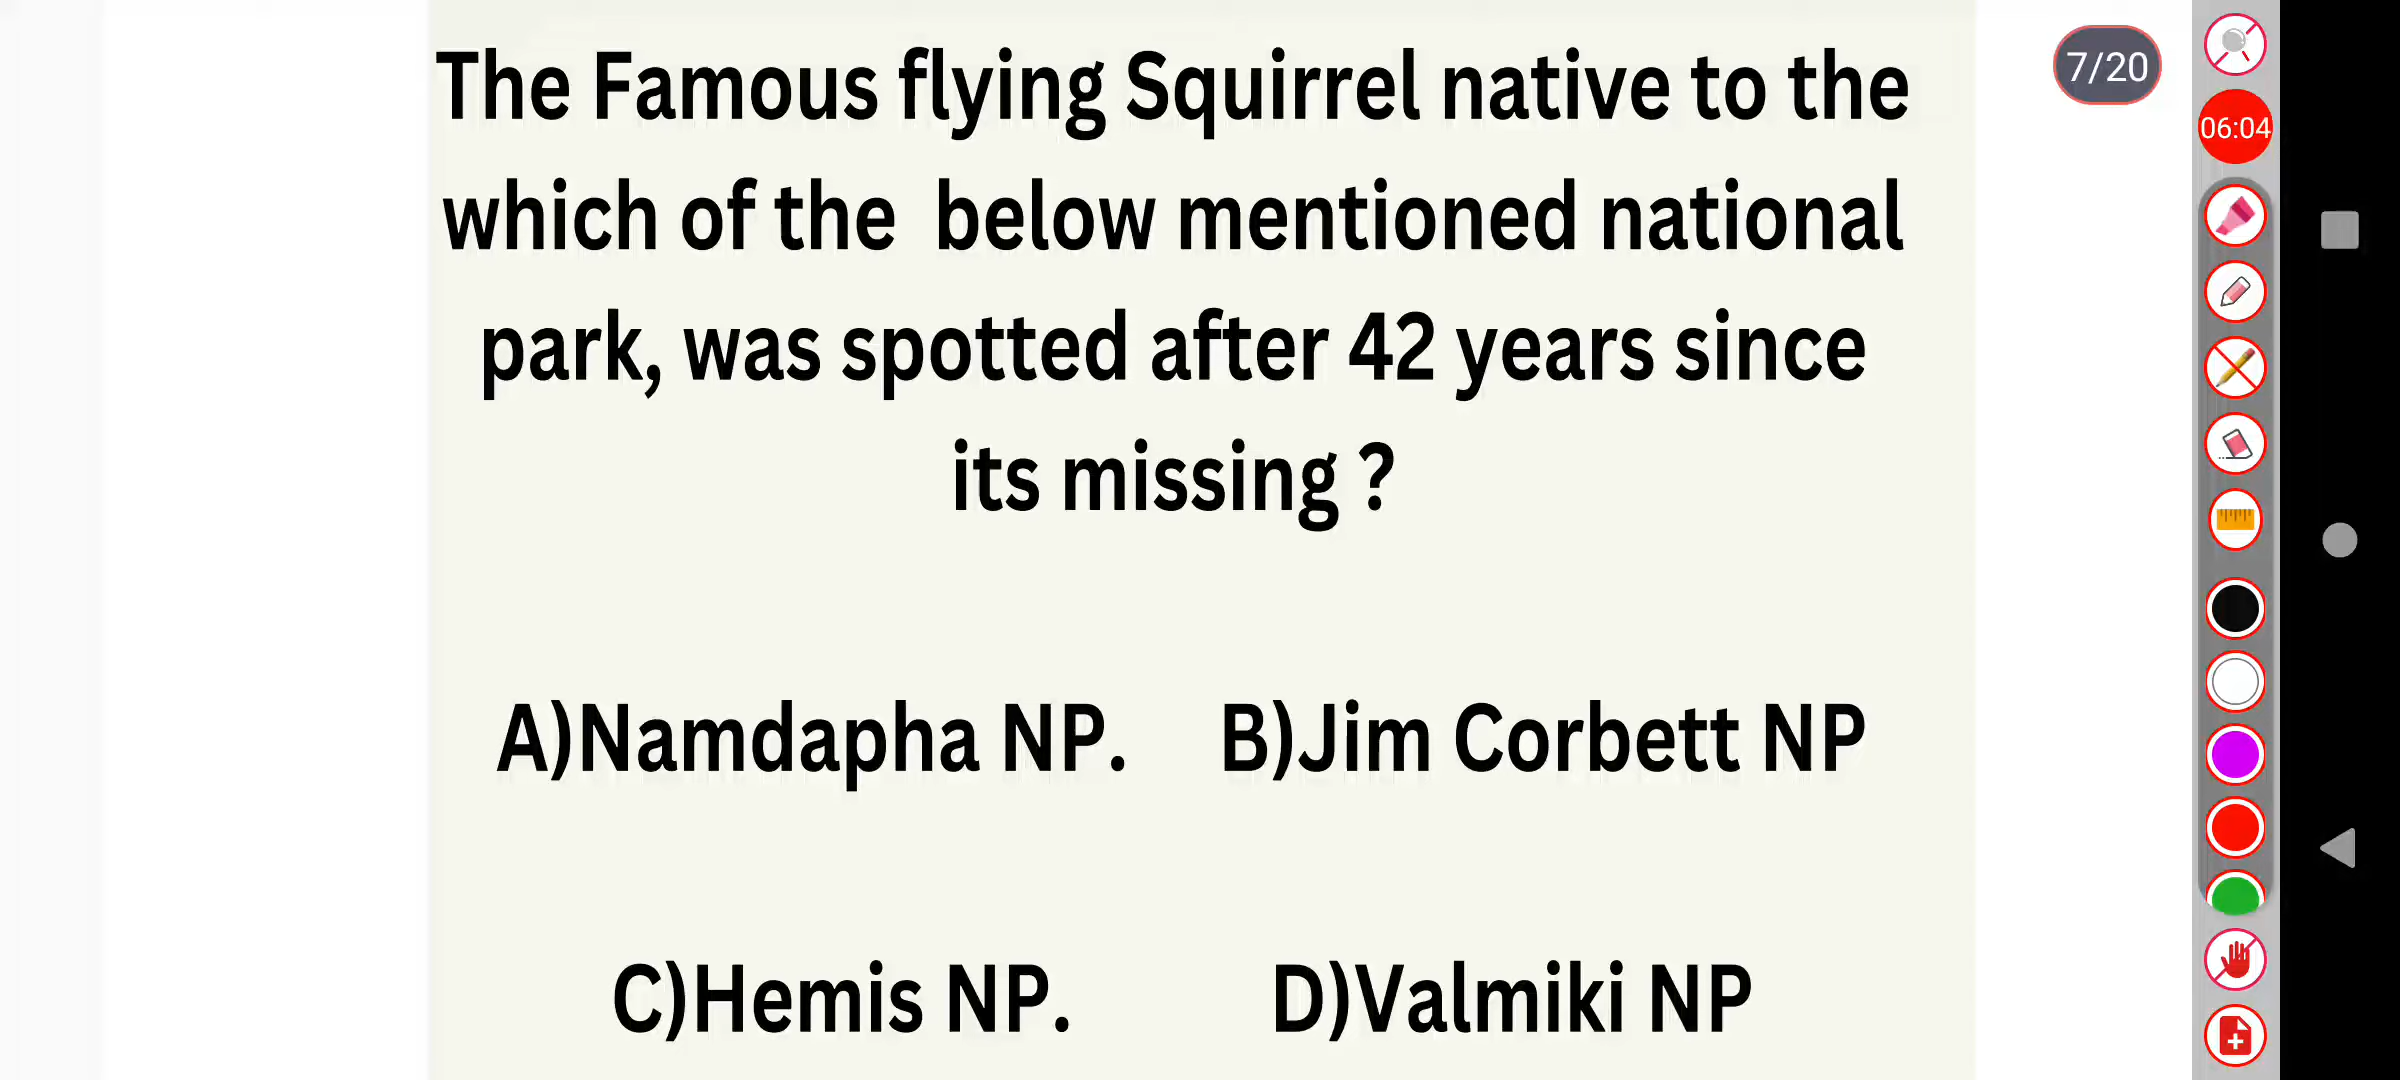 The Famous flying Squirrel native to the
which of the below mentioned national
park, was spotted after 42 years since
its missing ?
A)Namdapha NP. B)Jim Corbett NP
C)Hemis NP. D)Valmiki NP
7/20
06:04